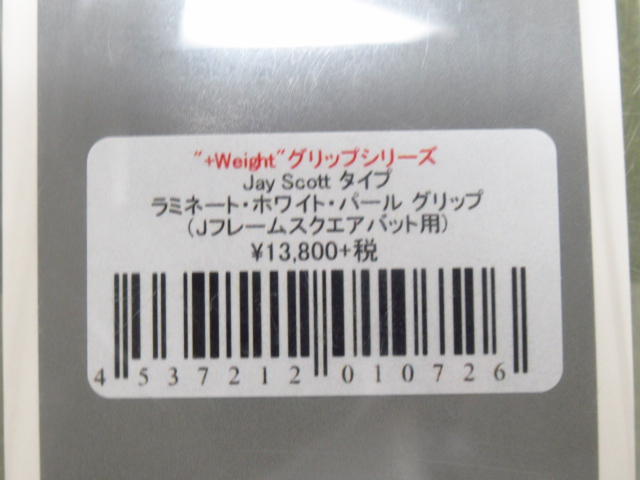 "+Weight"グリップシリーズ
Jay Scott タイプ
ラミネート・ホワイト・パール グリップ
(Jフレームスクエアバット用)
¥13,800+税
4 537212 010726